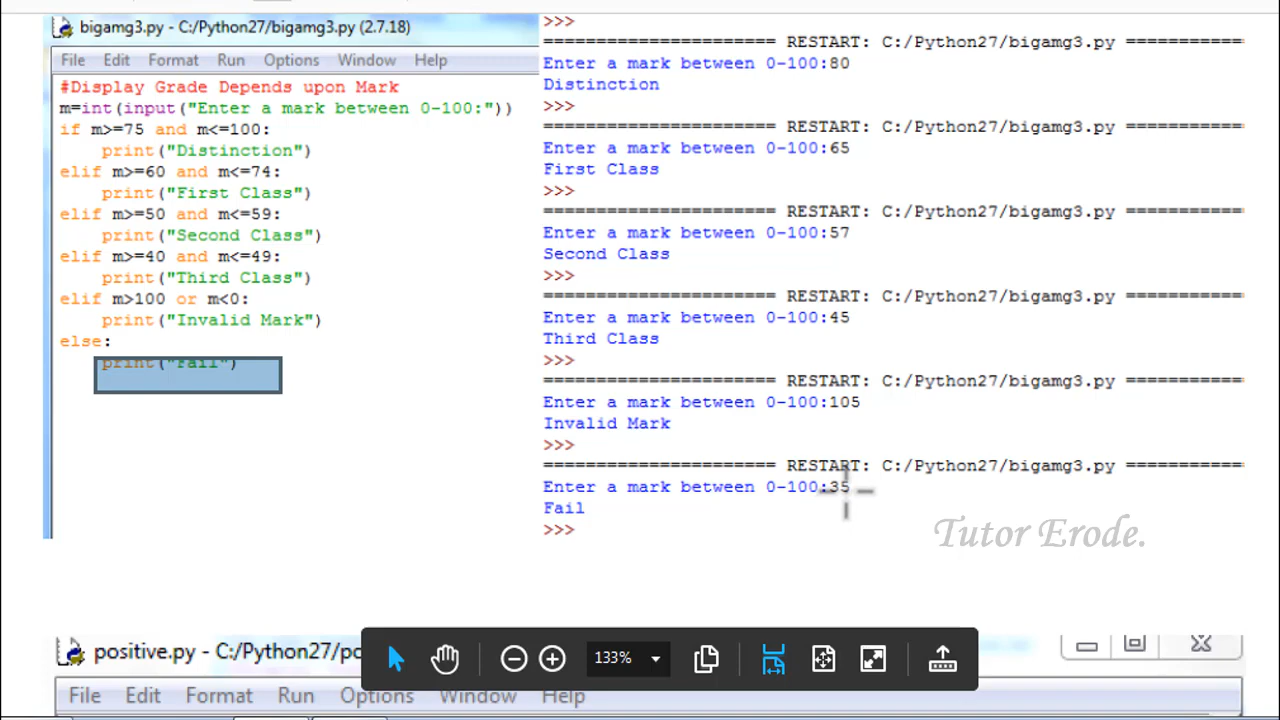 bigamg3.py - C:/Python27/bigamg3.py (2.7.18)
File Edit Format Run Options Window Help
#Display Grade Depends upon Mark
m=int(input("Enter a mark between 0-100:"))
if m>=75 and m<=100:
    print("Distinction")
elif m>=60 and m<=74:
    print("First Class")
elif m>=50 and m<=59:
    print("Second Class")
elif m>=40 and m<=49:
    print("Third Class")
elif m>100 or m<0:
    print("Invalid Mark")
else:
    print("Fail")
>>>
====================== RESTART: C:/Python27/bigamg3.py ===========
Enter a mark between 0-100:80
Distinction
>>>
====================== RESTART: C:/Python27/bigamg3.py ===========
Enter a mark between 0-100:65
First Class
>>>
====================== RESTART: C:/Python27/bigamg3.py ===========
Enter a mark between 0-100:57
Second Class
>>>
====================== RESTART: C:/Python27/bigamg3.py ===========
Enter a mark between 0-100:45
Third Class
>>>
====================== RESTART: C:/Python27/bigamg3.py ===========
Enter a mark between 0-100:105
Invalid Mark
>>>
====================== RESTART: C:/Python27/bigamg3.py ===========
Enter a mark between 0-100:35
Fail
>>>
Tutor Erode.
positive.py - C:/Python27/po
133%
File Edit Format Run Options Window Help